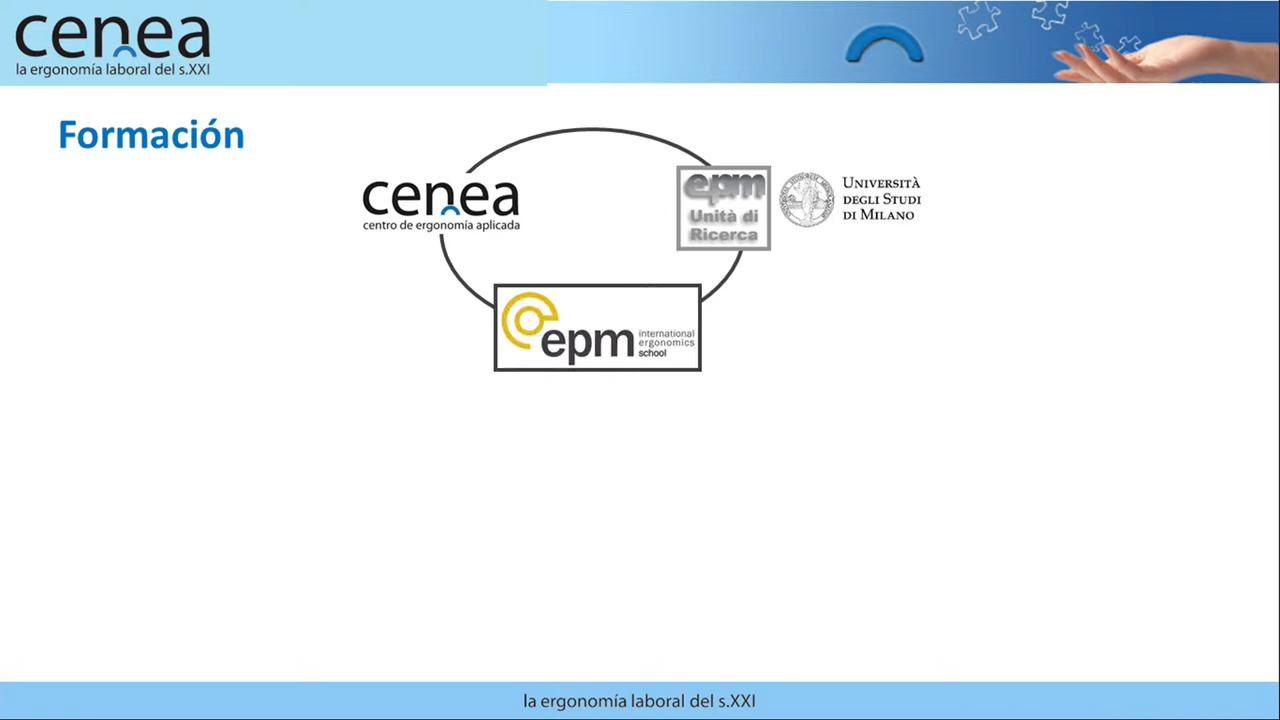 cenea
la ergonomía laboral del s.XXI
Formación
cenea
centro de ergonomía aplicada
epm
Unità di
Ricerca
UNIVERSITÀ
DEGLI STUDI
DI MILANO
epm
international
ergonomics
school
la ergonomía laboral del s.XXI